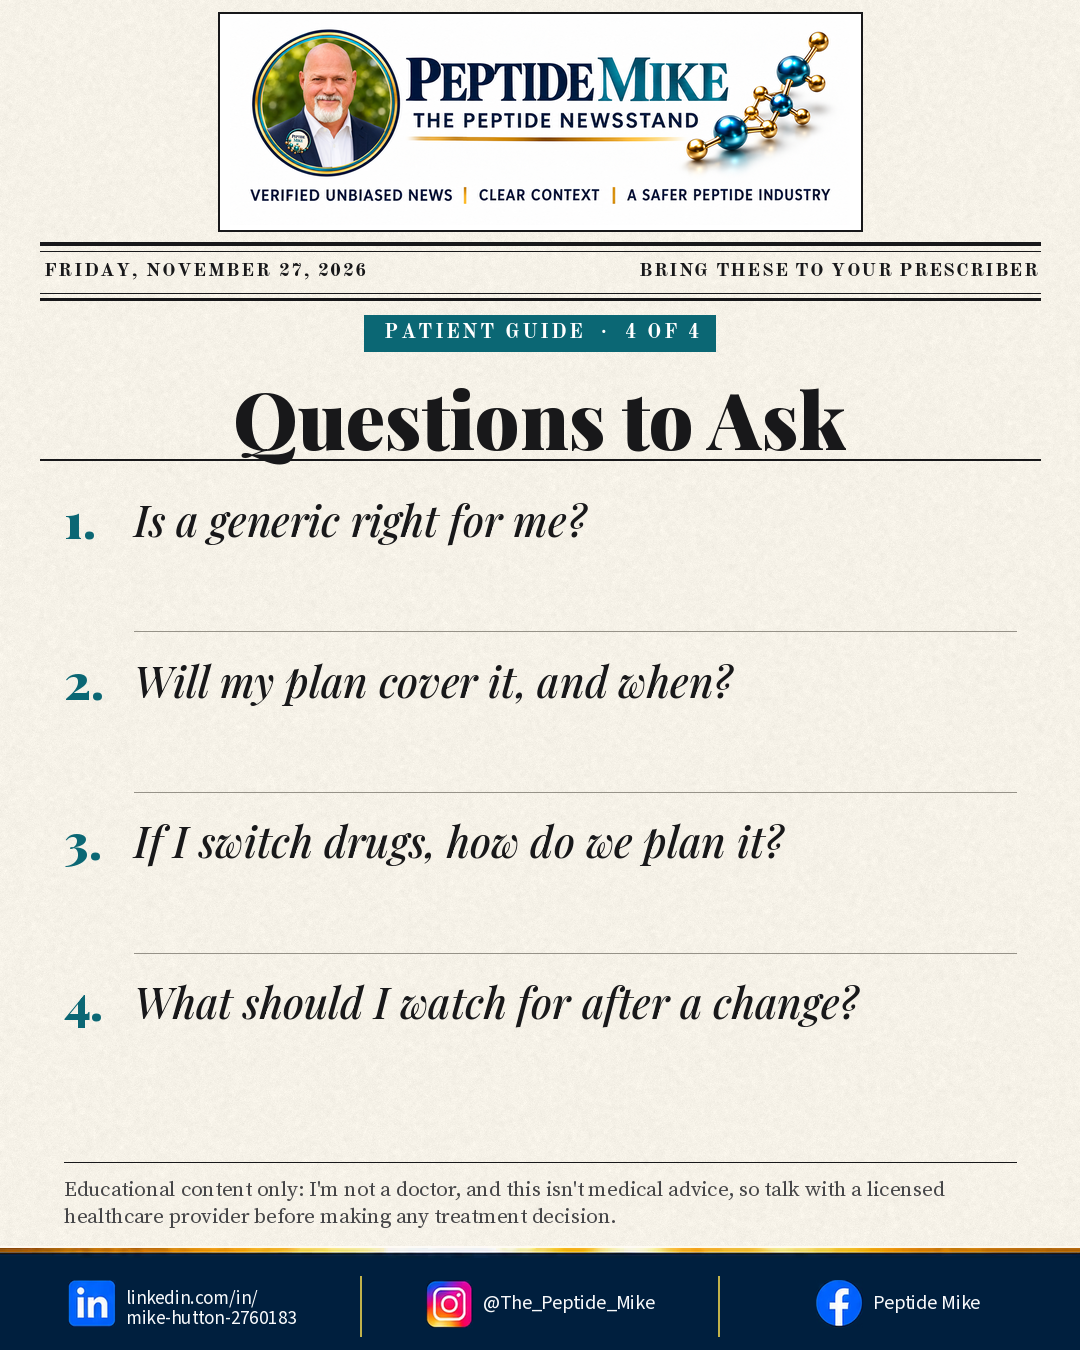 PEPTIDEMIKE
THE PEPTIDE NEWSSTAND
VERIFIED UNBIASED NEWS | CLEAR CONTEXT | A SAFER PEPTIDE INDUSTRY
FRIDAY, NOVEMBER 27, 2026
BRING THESE TO YOUR PRESCRIBER
PATIENT GUIDE · 4 OF 4
Questions to Ask
1. Is a generic right for me?
2. Will my plan cover it, and when?
3. If I switch drugs, how do we plan it?
4. What should I watch for after a change?
Educational content only: I'm not a doctor, and this isn't medical advice, so talk with a licensed
healthcare provider before making any treatment decision.
linkedin.com/in/
mike-hutton-2760183
@The_Peptide_Mike
Peptide Mike